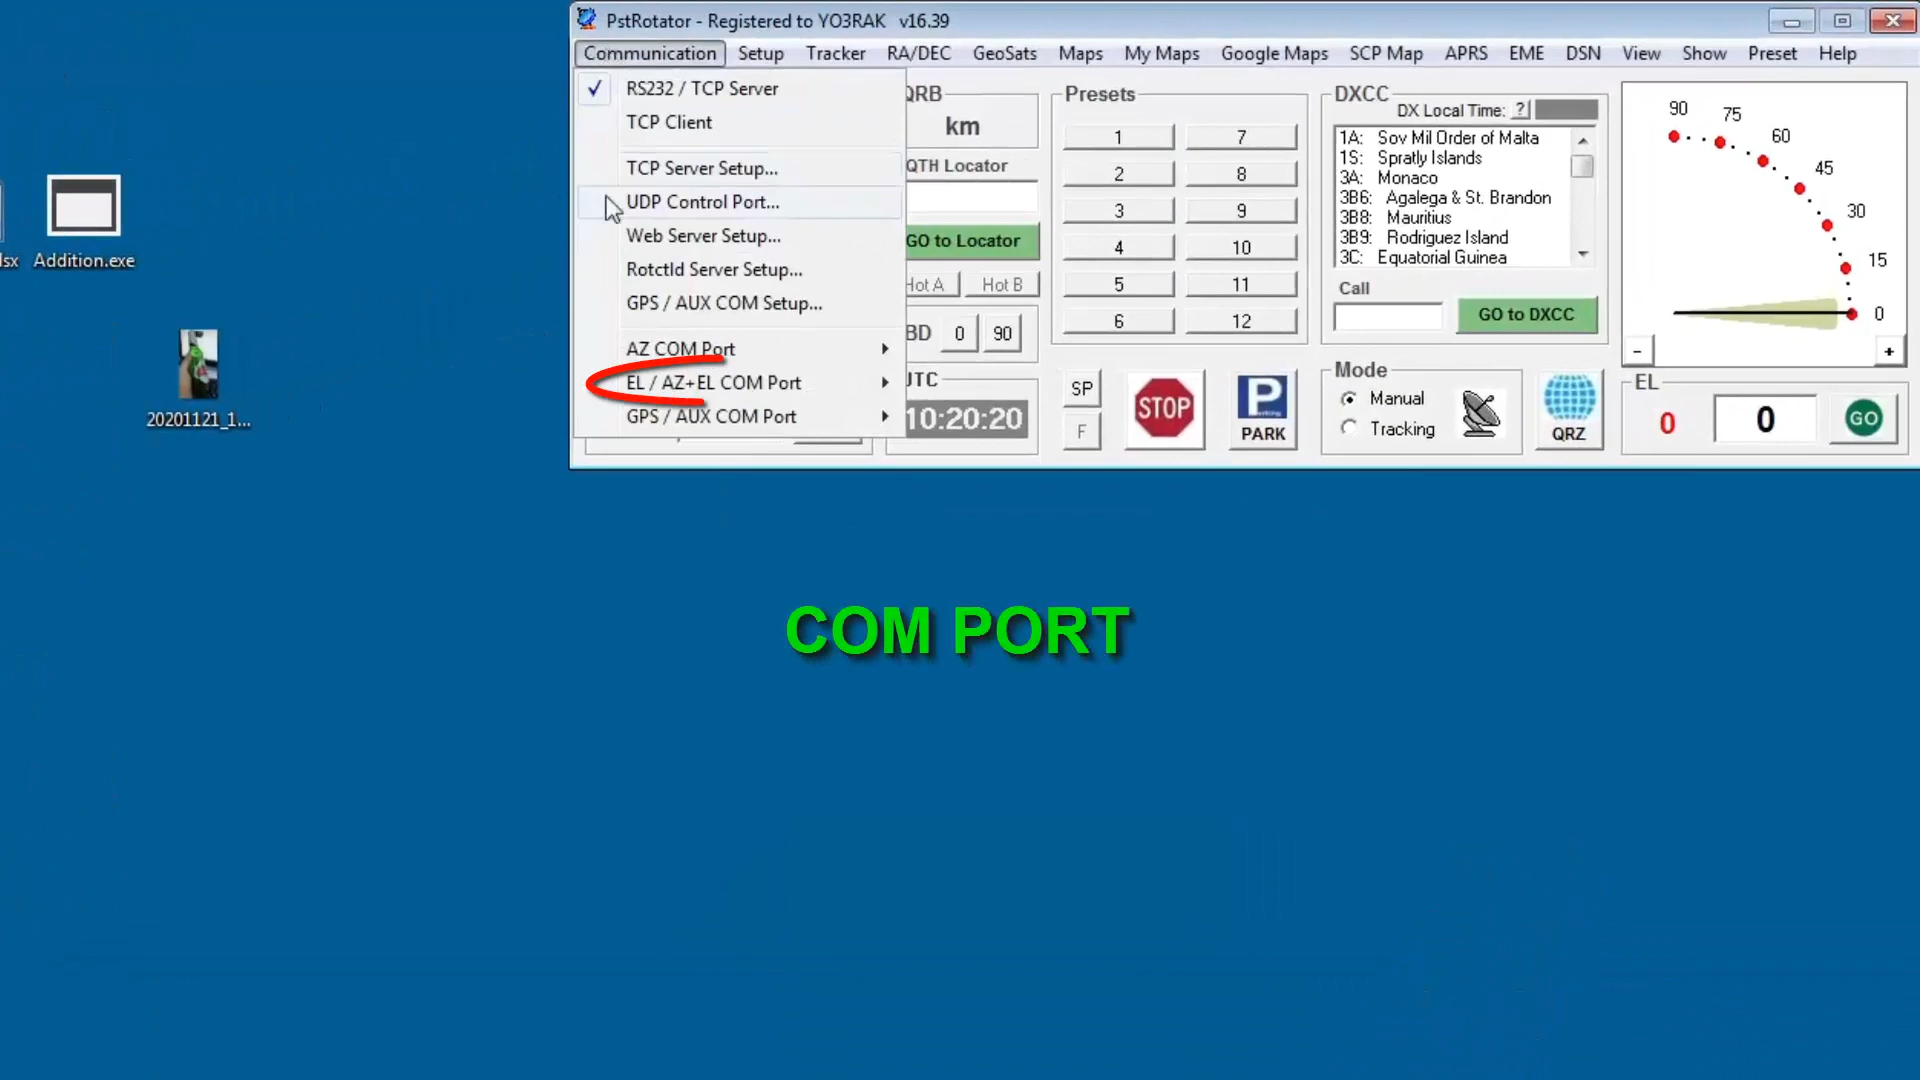 PstRotator - Registered to YO3RAK v16.39
Communication Setup Tracker RA/DEC GeoSats Maps My Maps Google Maps SCP Map APRS EME DSN View Show Preset Help
RS232 / TCP Server
TCP Client
TCP Server Setup...
UDP Control Port...
Web Server Setup...
Rotctld Server Setup...
GPS / AUX COM Setup...
AZ COM Port
EL / AZ+EL COM Port
GPS / AUX COM Port
QRB
km
QTH Locator
GO to Locator
Hot A Hot B
BD 0 90
UTC
10:20:20
Presets
1 7
2 8
3 9
4 10
5 11
6 12
SP
F
STOP
PARK
DXCC
DX Local Time: ?
1A: Sov Mil Order of Malta
1S: Spratly Islands
3A: Monaco
3B6: Agalega & St. Brandon
3B8: Mauritius
3B9: Rodriguez Island
3C: Equatorial Guinea
Call
GO to DXCC
Mode
Manual
Tracking
QRZ
90
75
60
45
30
15
0
- +
EL
0 0 GO
lsx
Addition.exe
20201121_1...
COM PORT